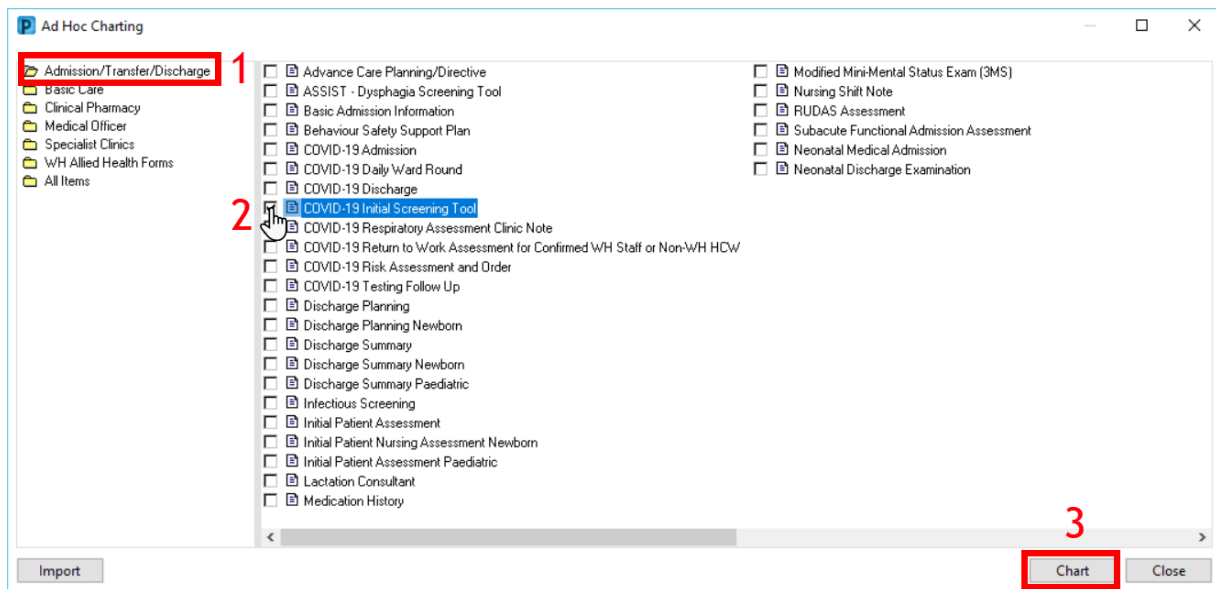 Ad Hoc Charting
1
Admission/Transfer/Discharge
Basic Care
Clinical Pharmacy
Medical Officer
Specialist Clinics
WH Allied Health Forms
All Items
Advance Care Planning/Directive
ASSIST - Dysphagia Screening Tool
Basic Admission Information
Behaviour Safety Support Plan
COVID-19 Admission
COVID-19 Daily Ward Round
COVID-19 Discharge
2
COVID-19 Initial Screening Tool
COVID-19 Respiratory Assessment Clinic Note
COVID-19 Return to Work Assessment for Confirmed WH Staff or Non-WH HCW
COVID-19 Risk Assessment and Order
COVID-19 Testing Follow Up
Discharge Planning
Discharge Planning Newborn
Discharge Summary
Discharge Summary Newborn
Discharge Summary Paediatric
Infectious Screening
Initial Patient Assessment
Initial Patient Nursing Assessment Newborn
Initial Patient Assessment Paediatric
Lactation Consultant
Medication History
Modified Mini-Mental Status Exam (3MS)
Nursing Shift Note
RUDAS Assessment
Subacute Functional Admission Assessment
Neonatal Medical Admission
Neonatal Discharge Examination
3
Import
Chart
Close